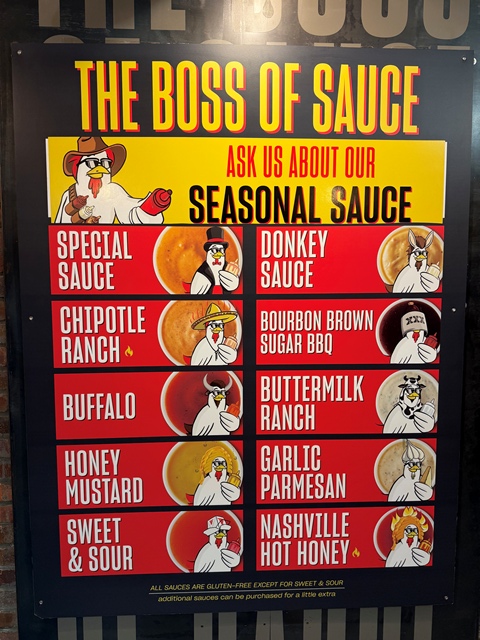 THE BOSS OF SAUCE
ASK US ABOUT OUR
SEASONAL SAUCE
SPECIAL
SAUCE
DONKEY
SAUCE
CHIPOTLE
RANCH
BOURBON BROWN
SUGAR BBQ
XXX
BUFFALO
BUTTERMILK
RANCH
HONEY
MUSTARD
GARLIC
PARMESAN
SWEET
& SOUR
NASHVILLE
HOT HONEY
ALL SAUCES ARE GLUTEN-FREE EXCEPT FOR SWEET & SOUR
additional sauces can be purchased for a little extra